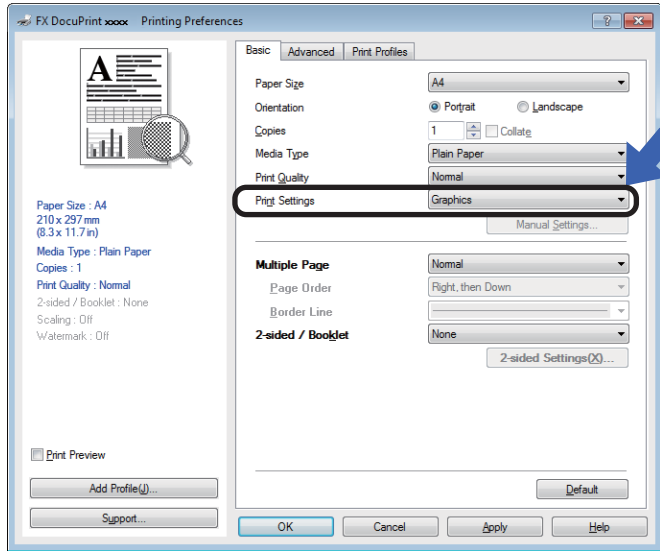 FX DocuPrint xxxx Printing Preferences
?
A
Paper Size : A4
210 x 297 mm
(8.3 x 11.7 in)
Media Type : Plain Paper
Copies : 1
Print Quality : Normal
2-sided / Booklet : None
Scaling : Off
Watermark : Off
Print Preview
Add Profile(J)...
Support...
Basic Advanced Print Profiles
Paper Size A4
Orientation Portrait Landscape
Copies 1 Collate
Media Type Plain Paper
Print Quality Normal
Print Settings Graphics
Manual Settings...
Multiple Page Normal
Page Order Right, then Down
Border Line
2-sided / Booklet None
2-sided Settings(X)...
Default
OK Cancel Apply Help